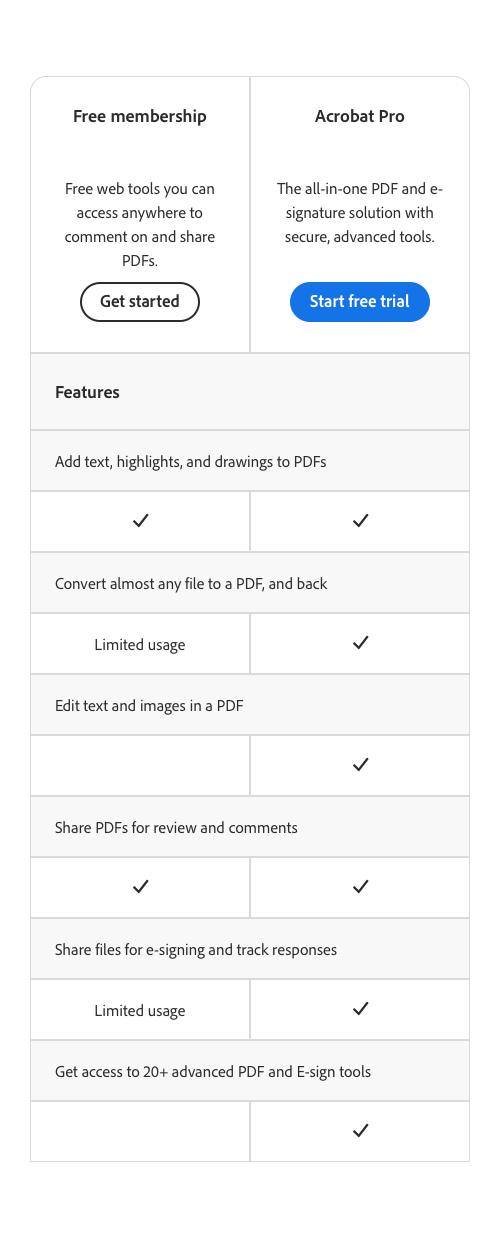 Free membership
Acrobat Pro
Free web tools you can
access anywhere to
comment on and share
PDFs.
The all-in-one PDF and e-
signature solution with
secure, advanced tools.
Get started
Start free trial
Features
Add text, highlights, and drawings to PDFs
Convert almost any file to a PDF, and back
Limited usage
Edit text and images in a PDF
Share PDFs for review and comments
Share files for e-signing and track responses
Limited usage
Get access to 20+ advanced PDF and E-sign tools